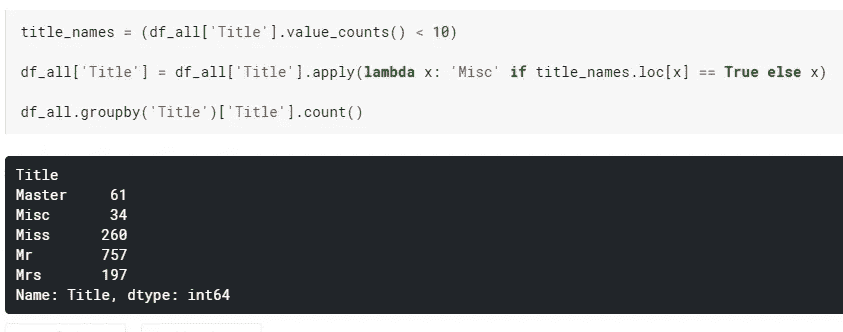 title_names = (df_all['Title'].value_counts() < 10)
df_all['Title'] = df_all['Title'].apply(lambda x: 'Misc' if title_names.loc[x] == True else x)
df_all.groupby('Title')['Title'].count()
Title
Master 61
Misc 34
Miss 260
Mr 757
Mrs 197
Name: Title, dtype: int64